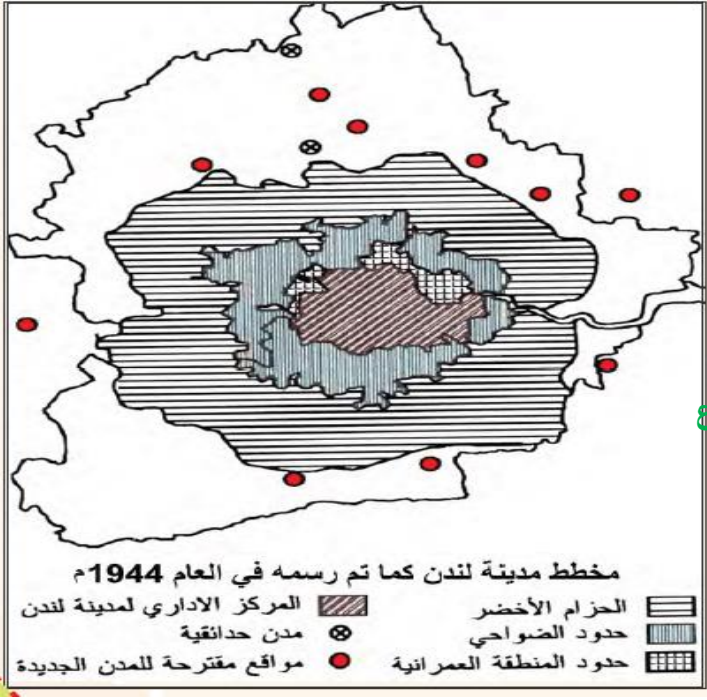 مخطط مدينة لندن كما تم رسمه في العام 1944م
الحزام الأخضر
المركز الاداري لمدينة لندن
حدود الضواحي
مدن حدائقية
حدود المنطقة العمرانية
مواقع مقترحة للمدن الجديدة